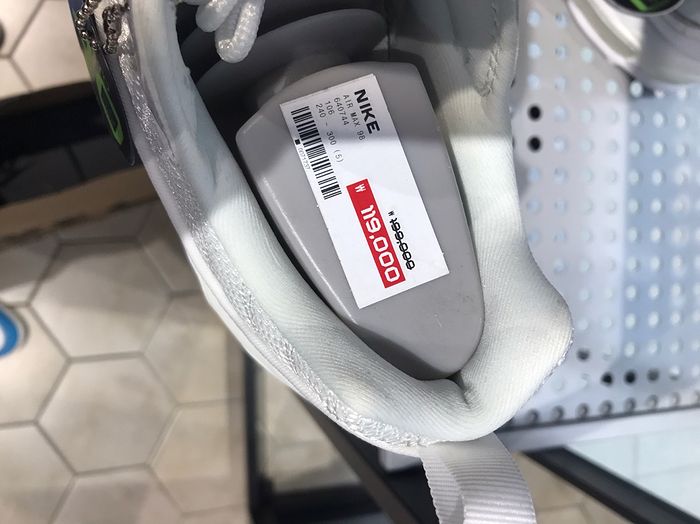 NIKE
AIR MAX 98
640744
106
240 - 300 (5)
₩ 199,000
₩ 119,000